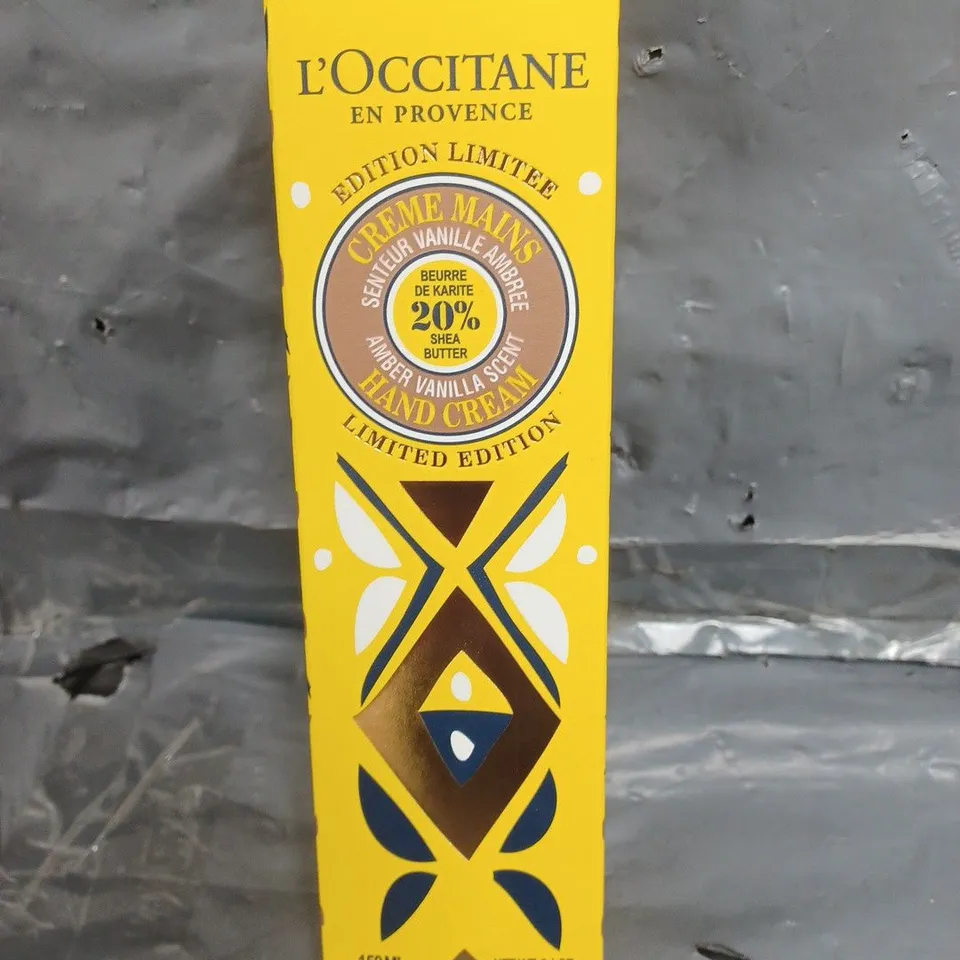 L'OCCITANE
EN PROVENCE
EDITION LIMITEE
CREME MAINS
SENTEUR VANILLE AMBREE
BEURRE
DE KARITE
20%
SHEA
BUTTER
AMBER VANILLA SCENT
HAND CREAM
LIMITED EDITION